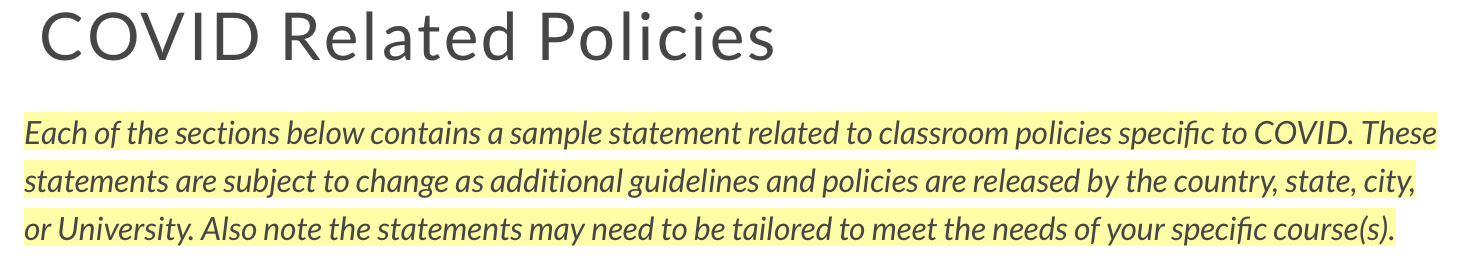 COVID Related Policies
Each of the sections below contains a sample statement related to classroom policies specific to COVID. These
statements are subject to change as additional guidelines and policies are released by the country, state, city,
or University. Also note the statements may need to be tailored to meet the needs of your specific course(s).